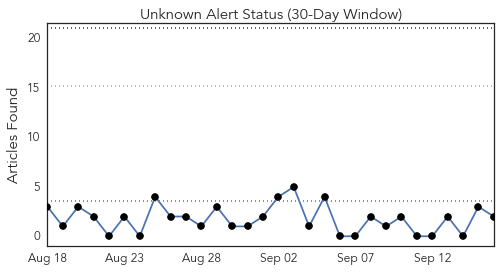 Unknown Alert Status (30-Day Window)
Articles Found
20
15
10
5
0
Aug 18 Aug 23 Aug 28 Sep 02 Sep 07 Sep 12